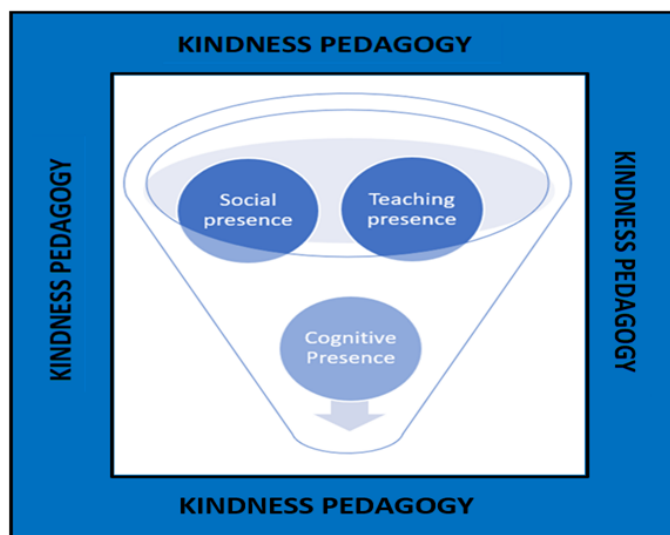 KINDNESS PEDAGOGY
KINDNESS PEDAGOGY
Social
presence
Teaching
presence
Cognitive
Presence
KINDNESS PEDAGOGY
KINDNESS PEDAGOGY